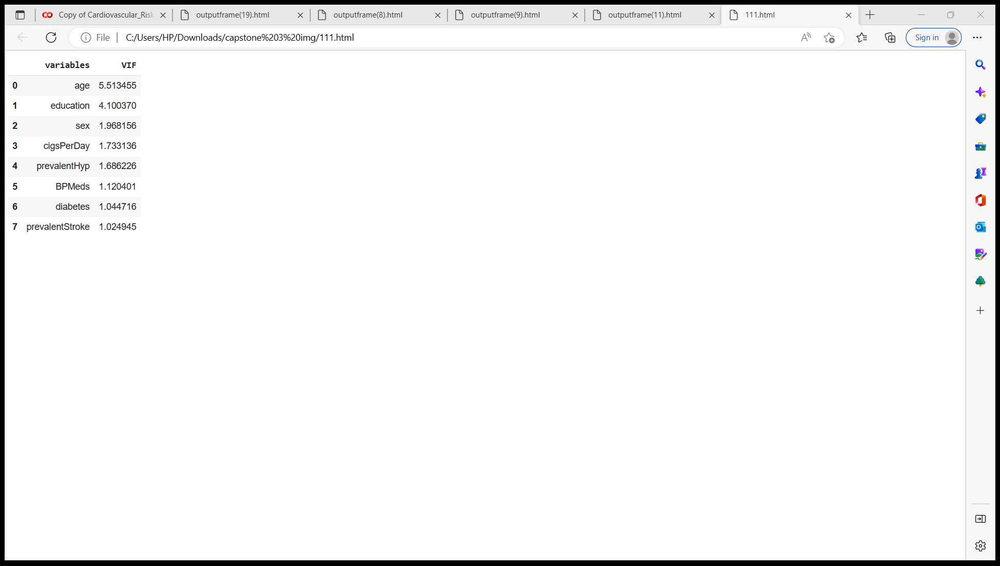 Copy of Cardiovascular_Risk outputframe(19).html outputframe(8).html outputframe(9).html outputframe(11).html 111.html
File C:/Users/HP/Downloads/capstone%203%20img/111.html Sign in
variables VIF
0 age 5.513455
1 education 4.100370
2 sex 1.968156
3 cigsPerDay 1.733136
4 prevalentHyp 1.686226
5 BPMeds 1.120401
6 diabetes 1.044716
7 prevalentStroke 1.024945